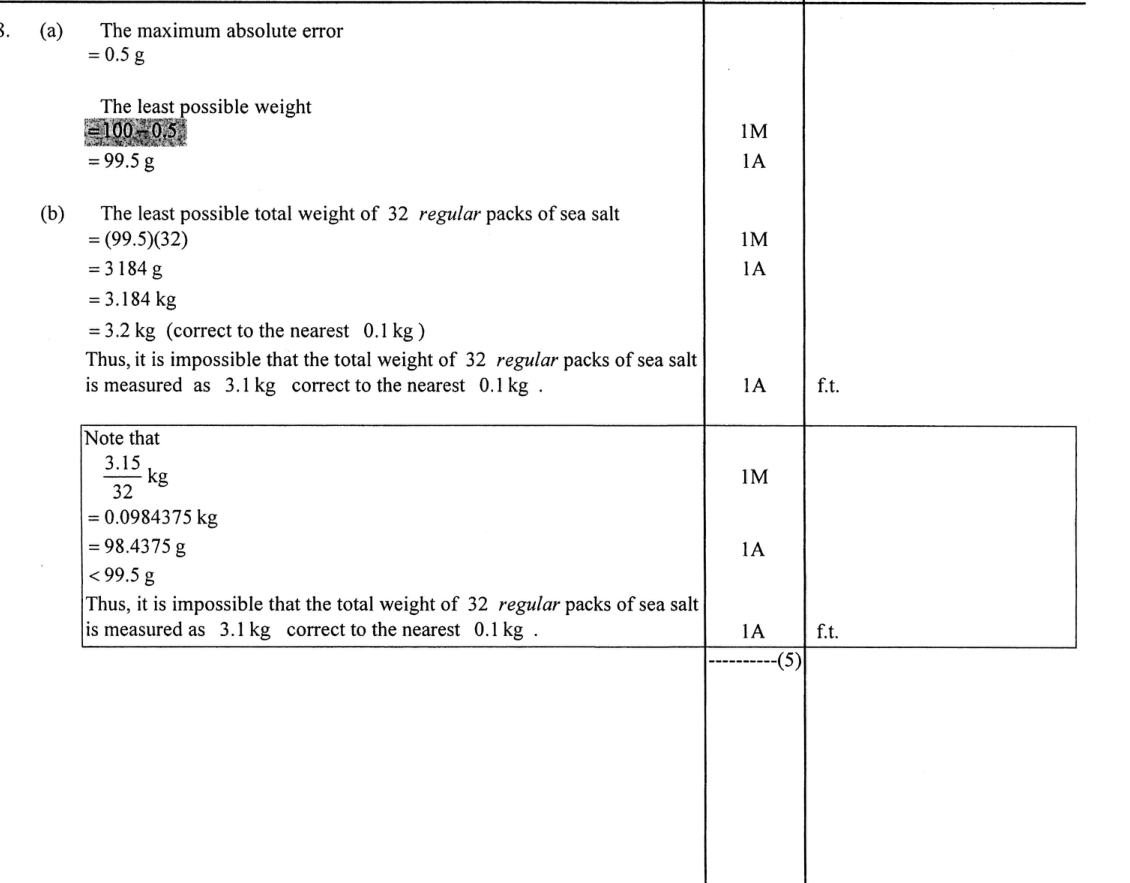 8. (a) The maximum absolute error
= 0.5 g
The least possible weight
= 100 – 0.5 1M
= 99.5 g 1A
(b) The least possible total weight of 32 regular packs of sea salt
= (99.5)(32) 1M
= 3 184 g 1A
= 3.184 kg
= 3.2 kg (correct to the nearest 0.1 kg )
Thus, it is impossible that the total weight of 32 regular packs of sea salt
is measured as 3.1 kg correct to the nearest 0.1 kg . 1A f.t.
Note that
3.15
32 kg 1M
= 0.0984375 kg
= 98.4375 g 1A
< 99.5 g
Thus, it is impossible that the total weight of 32 regular packs of sea salt
is measured as 3.1 kg correct to the nearest 0.1 kg . 1A f.t.
----------(5)